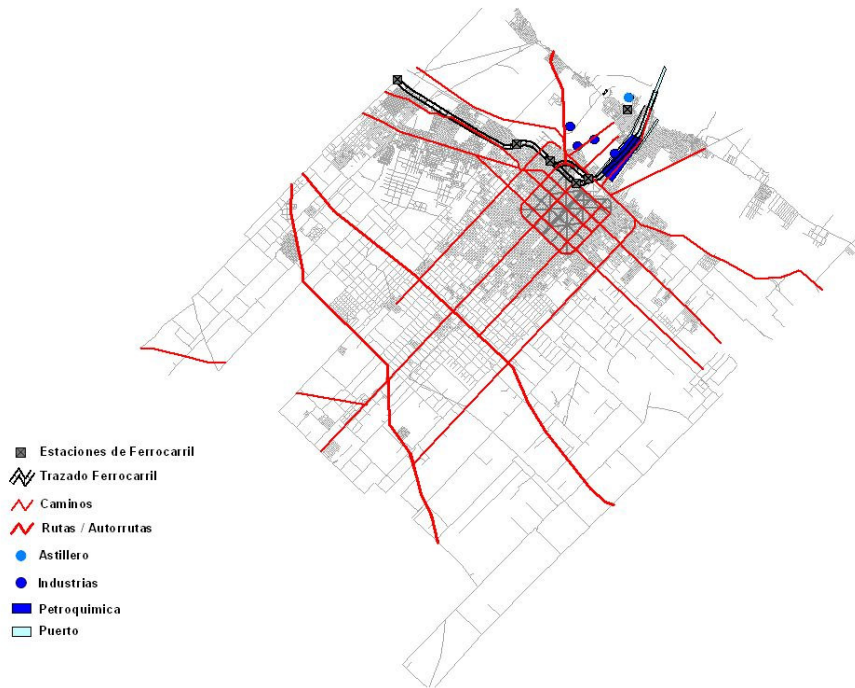 Estaciones de Ferrocarril
Trazado Ferrocarril
Caminos
Rutas / Autorrutas
Astillero
Industrias
Petroquimica
Puerto